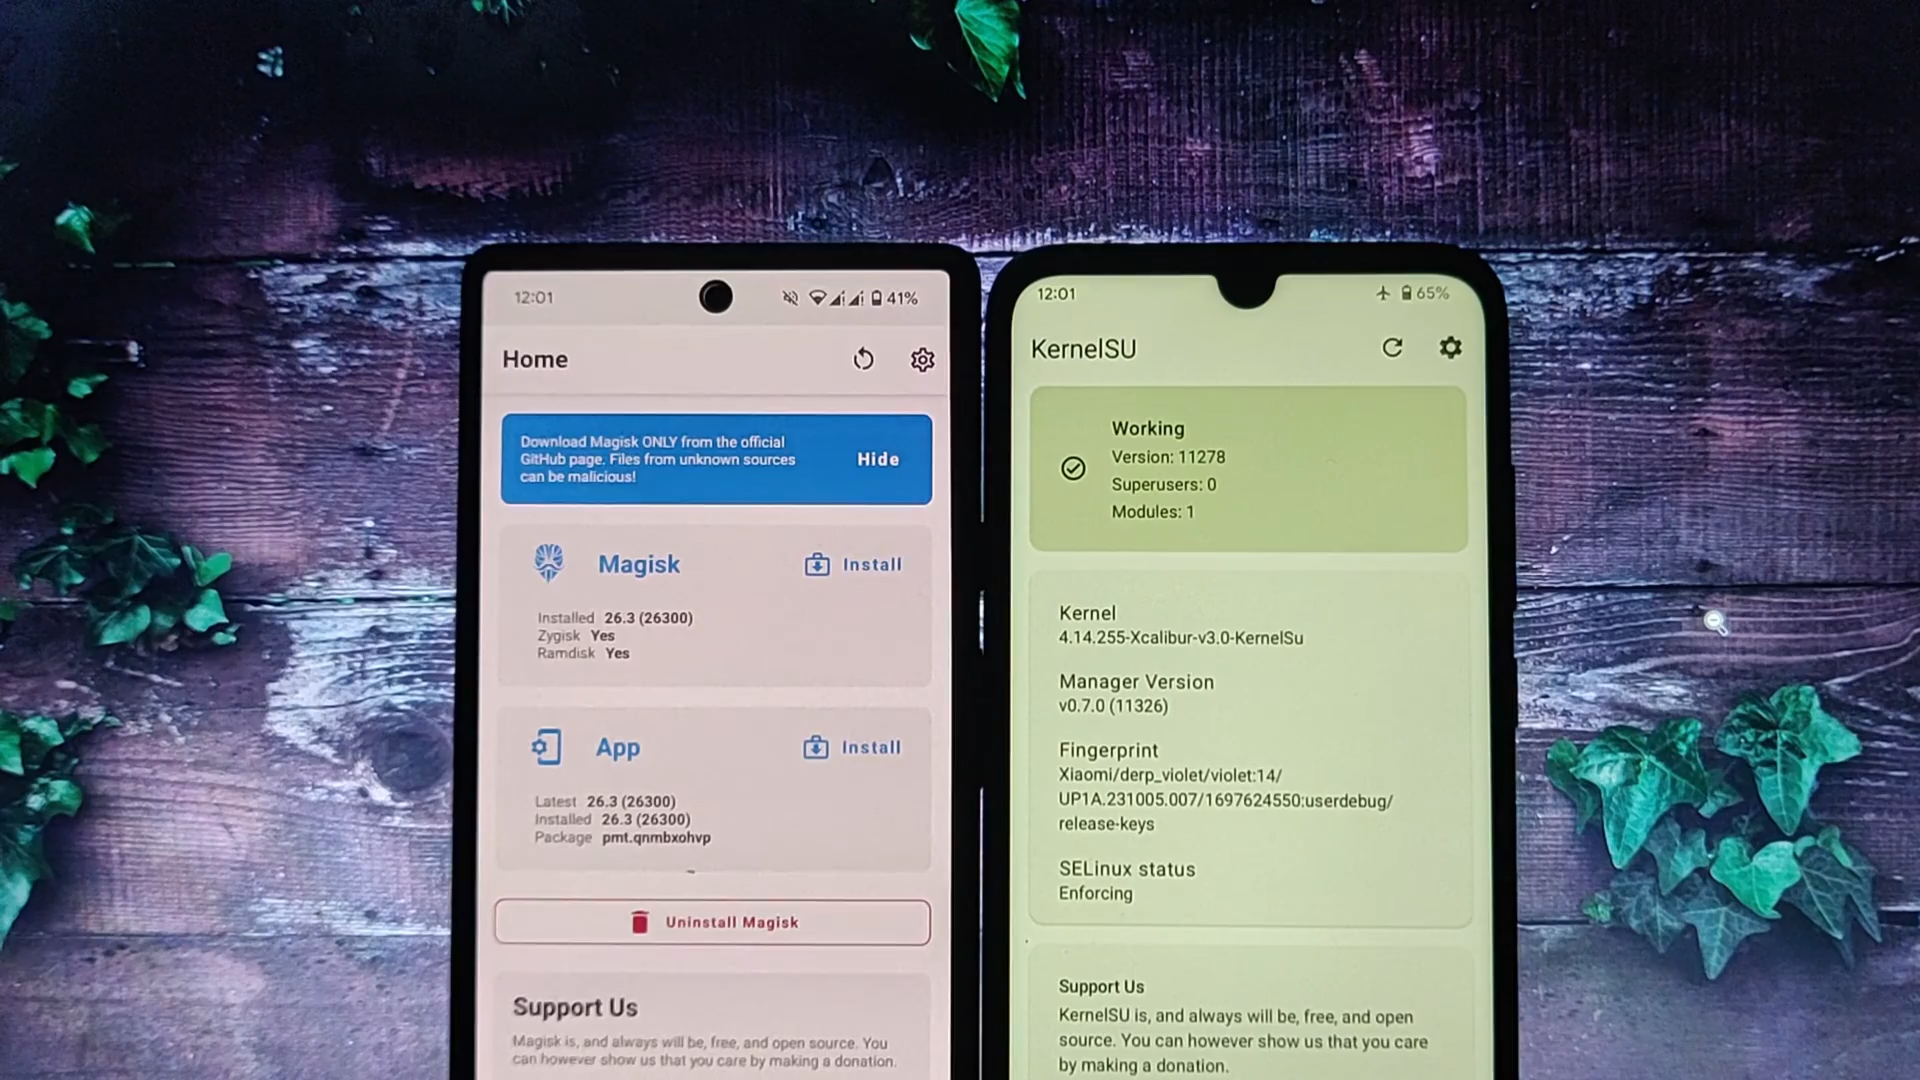 12:01
41%
Home
Download Magisk ONLY from the official
GitHub page. Files from unknown sources
can be malicious!
Hide
Magisk
Install
Installed 26.3 (26300)
Zygisk Yes
Ramdisk Yes
App
Install
Latest 26.3 (26300)
Installed 26.3 (26300)
Package pmt.qnmbxohvp
Uninstall Magisk
Support Us
Magisk is, and always will be, free, and open source. You
can however show us that you care by making a donation.
12:01
65%
KernelSU
Working
Version: 11278
Superusers: 0
Modules: 1
Kernel
4.14.255-Xcalibur-v3.0-KernelSu
Manager Version
v0.7.0 (11326)
Fingerprint
Xiaomi/derp_violet/violet:14/
UP1A.231005.007/1697624550:userdebug/
release-keys
SELinux status
Enforcing
Support Us
KernelSU is, and always will be, free, and open
source. You can however show us that you care
by making a donation.